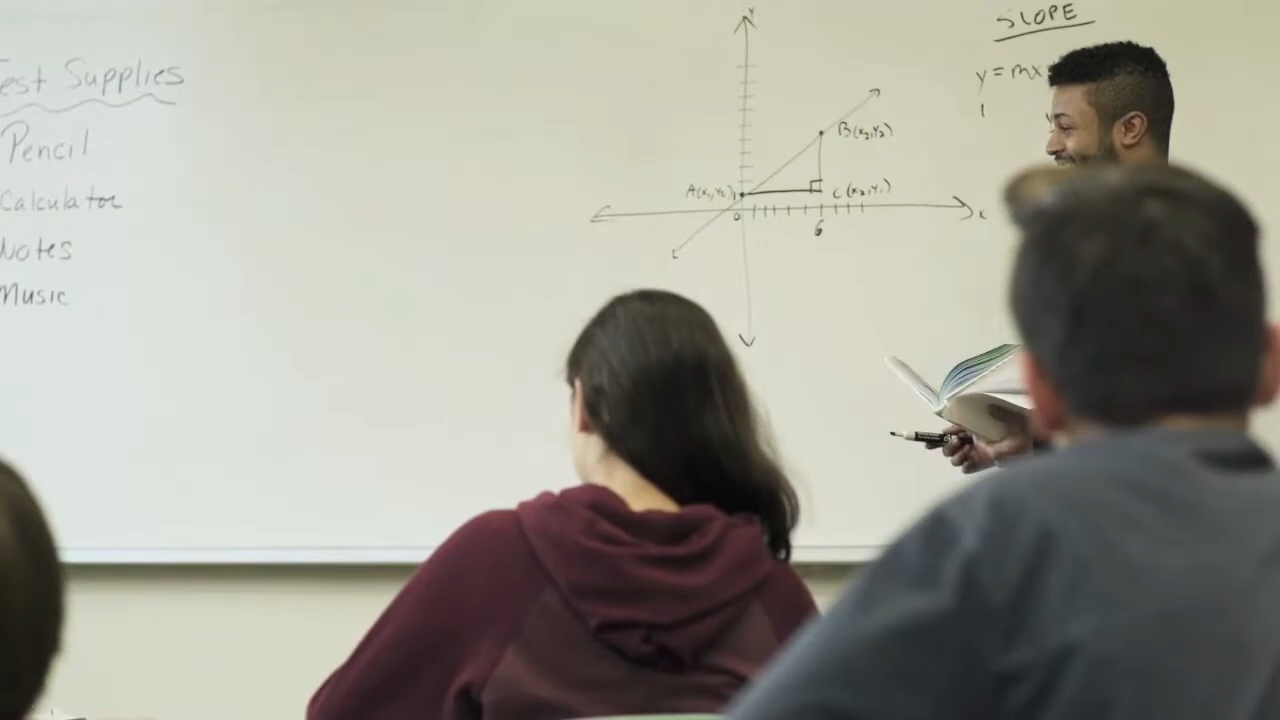 est Supplies
Pencil
Calculator
Notes
Music
SLOPE
y = mx
y
B(x₂,y₂)
A(x₁,y₁)
C(x₂,y₁)
0
6
x